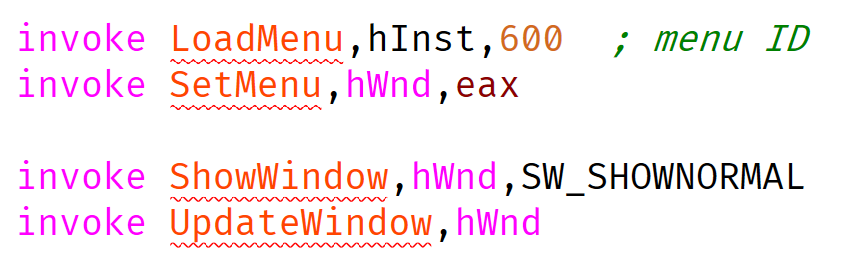 invoke LoadMenu,hInst,600  ; menu ID
invoke SetMenu,hWnd,eax
invoke ShowWindow,hWnd,SW_SHOWNORMAL
invoke UpdateWindow,hWnd